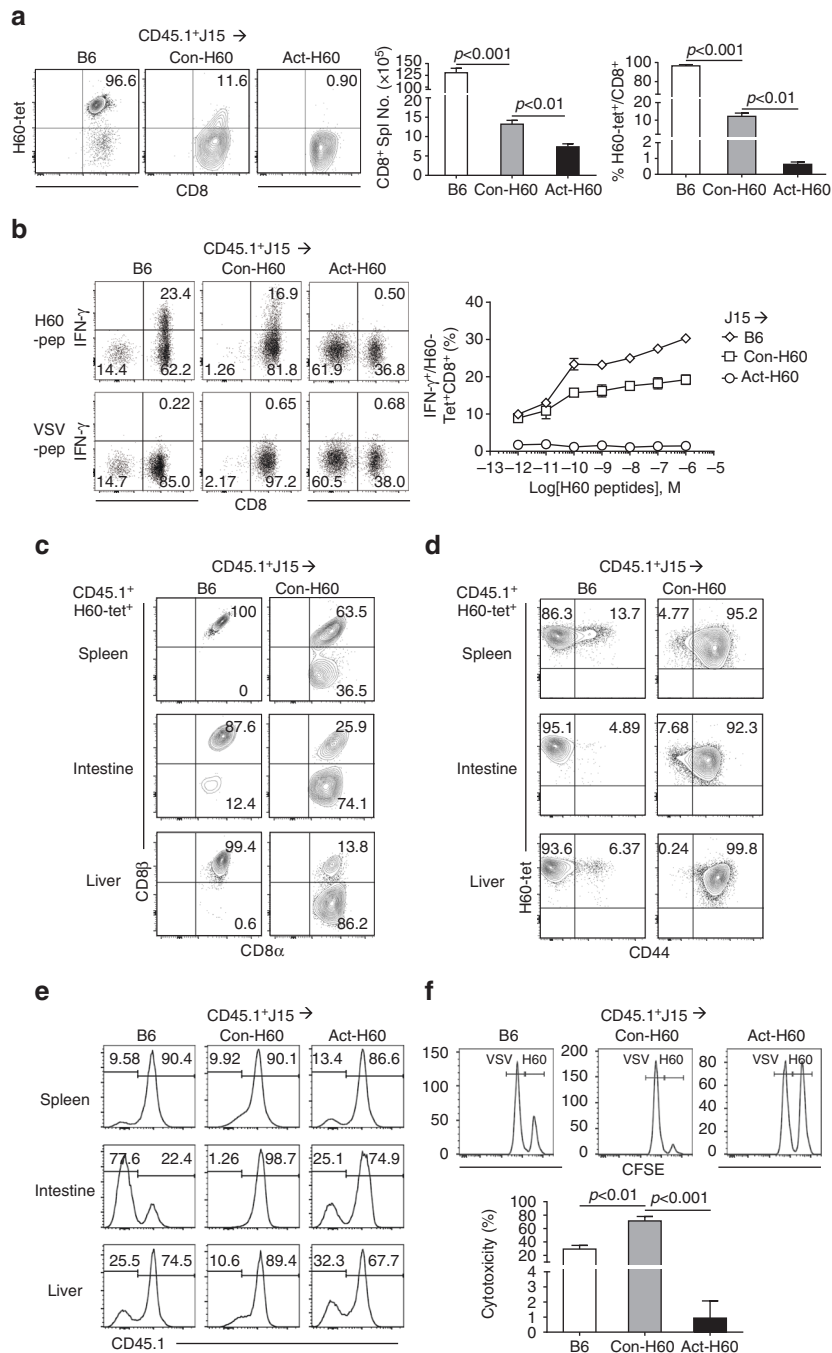 a
CD45.1+J15 →
B6 Con-H60 Act-H60
96.6 11.6 0.90
H60-tet
CD8
CD8+ Spl No. (×105)
150
125
100
20
15
10
5
0
p<0.001
p<0.01
B6 Con-H60 Act-H60
% H60-tet+/CD8+
100
80
60
20
10
2
1
0
p<0.001
p<0.01
B6 Con-H60 Act-H60
b
CD45.1+J15 →
B6 Con-H60 Act-H60
H60
-pep
IFN-γ
23.4 16.9 0.50
14.4 62.2 1.26 81.8 61.9 36.8
VSV
-pep
IFN-γ
0.22 0.65 0.68
14.7 85.0 2.17 97.2 60.5 38.0
CD8
IFN-γ+/H60-
Tet+CD8+ (%)
40
30
20
10
0
−13 −12 −11 −10 −9 −8 −7 −6 −5
Log[H60 peptides], M
J15 →
B6
Con-H60
Act-H60
c
CD45.1+J15 →
CD45.1+
H60-tet+
B6 Con-H60
Spleen
100 63.5
0 36.5
Intestine
87.6 25.9
12.4 74.1
Liver
99.4 13.8
0.6 86.2
CD8β
CD8α
d
CD45.1+J15 →
CD45.1+
H60-tet+
B6 Con-H60
Spleen
86.3 13.7 4.77 95.2
Intestine
95.1 4.89 7.68 92.3
Liver
93.6 6.37 0.24 99.8
H60-tet
CD44
e
CD45.1+J15 →
B6 Con-H60 Act-H60
Spleen
9.58 90.4 9.92 90.1 13.4 86.6
Intestine
77.6 22.4 1.26 98.7 25.1 74.9
Liver
25.5 74.5 10.6 89.4 32.3 67.7
CD45.1
f
CD45.1+J15 →
B6 Con-H60 Act-H60
150
100
50
0
VSV H60
200
150
100
50
0
VSV H60
80
60
40
20
0
VSV H60
CFSE
Cytotoxicity (%)
100
80
60
40
20
4
3
2
1
0
p<0.01
p<0.001
B6 Con-H60 Act-H60